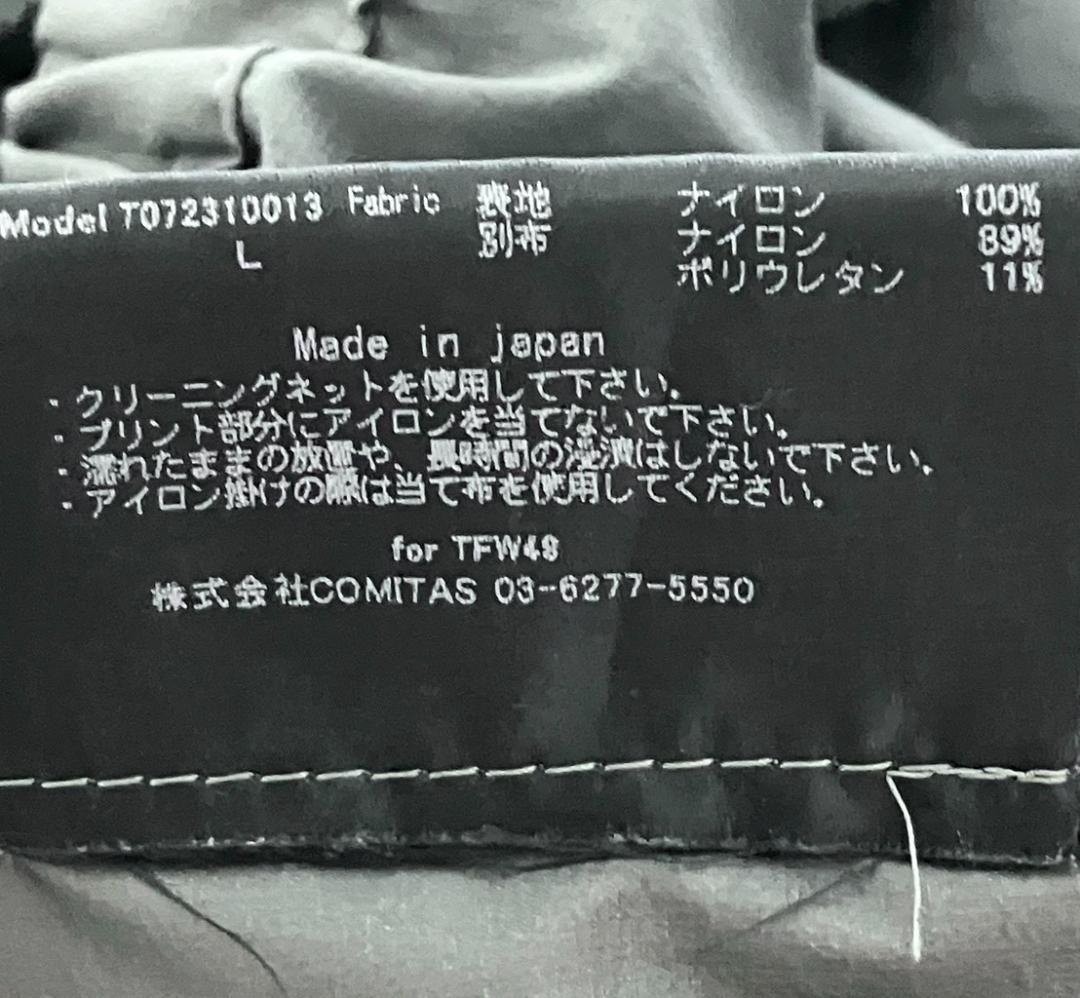 Model T072310013 Fabric 表地 ナイロン 100%
L 別布 ナイロン 89%
ポリウレタン 11%
Made in japan
・クリーニングネットを使用して下さい。
・プリント部分にアイロンを当てないで下さい。
・濡れたままの放置や、長時間の浸漬はしないで下さい。
・アイロン掛けの際は当て布を使用してください。
for TFW49
株式会社COMITAS 03-6277-5550